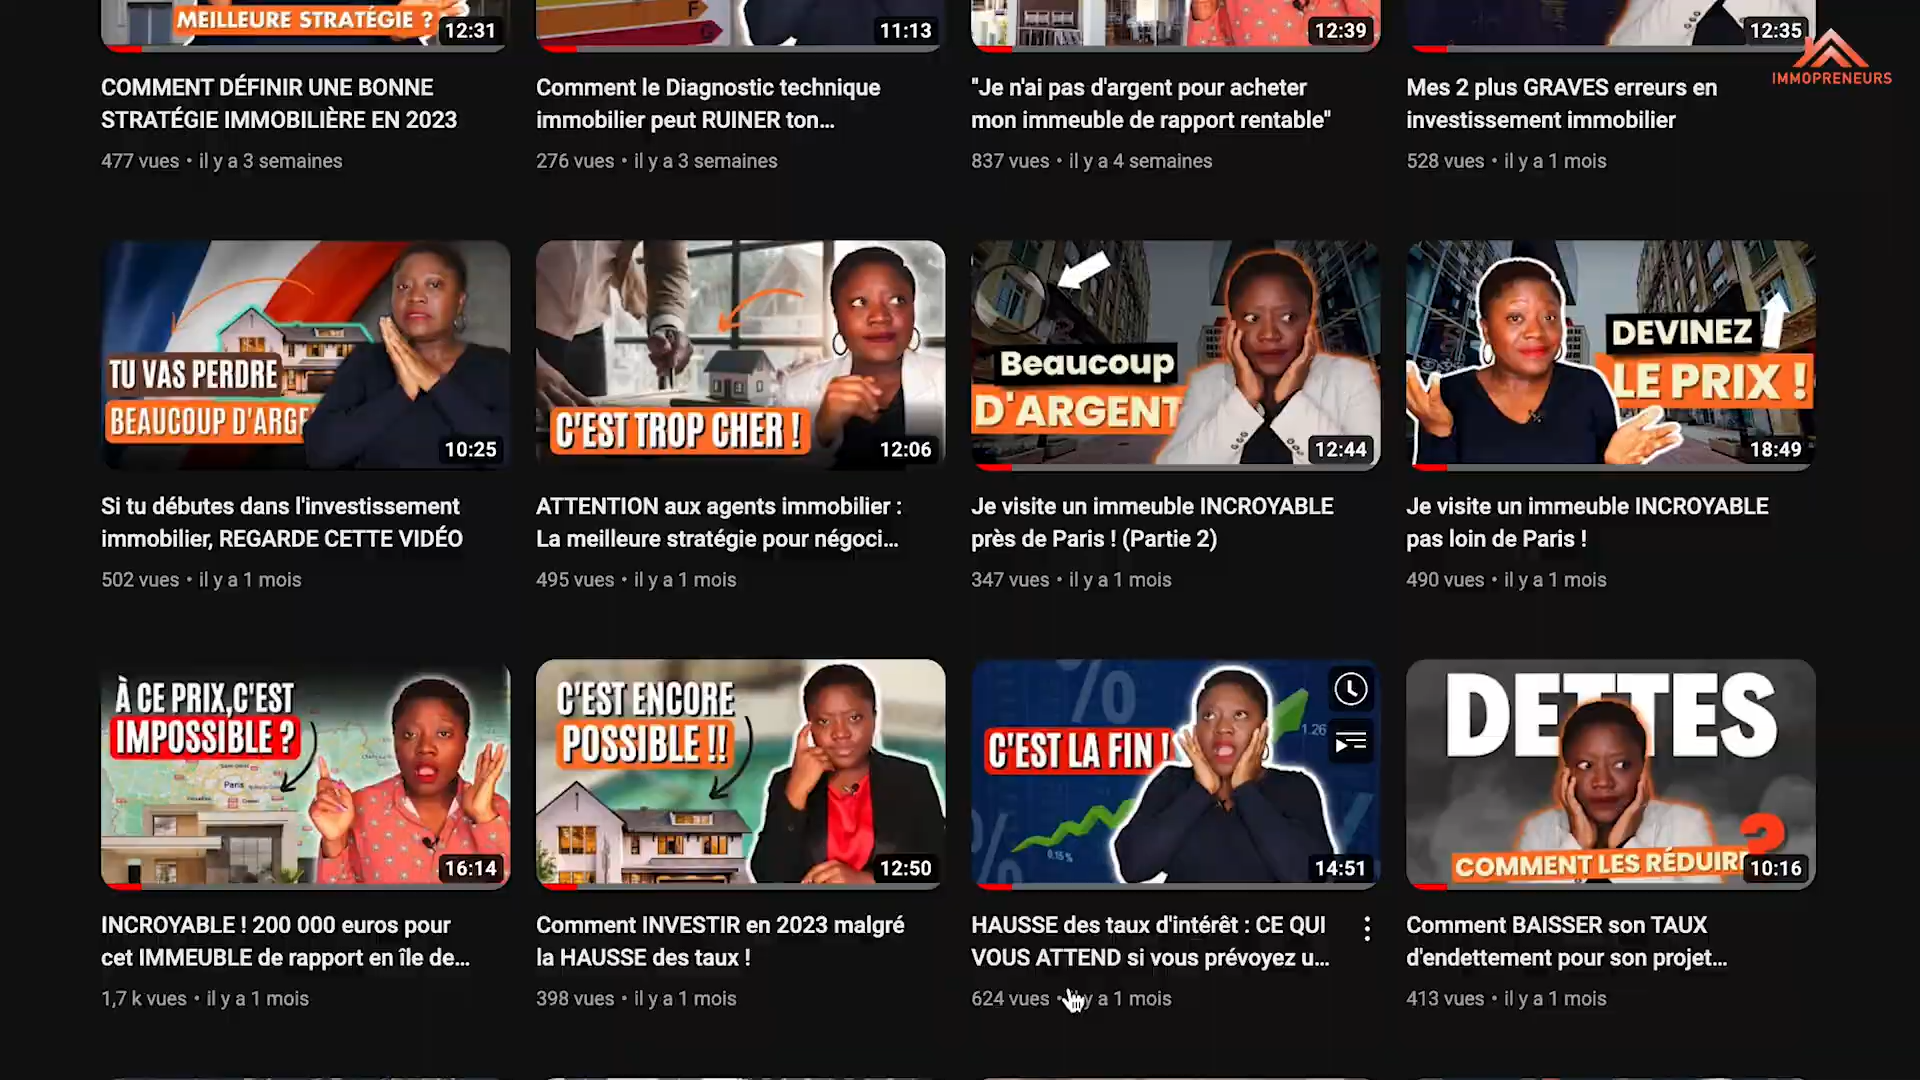 MEILLEURE STRATÉGIE ?
12:31
F
G
11:13
12:39
12:35
IMMOPRENEURS
COMMENT DÉFINIR UNE BONNE
STRATÉGIE IMMOBILIÈRE EN 2023
477 vues • il y a 3 semaines
Comment le Diagnostic technique
immobilier peut RUINER ton...
276 vues • il y a 3 semaines
"Je n'ai pas d'argent pour acheter
mon immeuble de rapport rentable"
837 vues • il y a 4 semaines
Mes 2 plus GRAVES erreurs en
investissement immobilier
528 vues • il y a 1 mois
TU VAS PERDRE
BEAUCOUP D'ARGE
10:25
C'EST TROP CHER !
12:06
Beaucoup
D'ARGENT
12:44
DEVINEZ
LE PRIX !
18:49
Si tu débutes dans l'investissement
immobilier, REGARDE CETTE VIDÉO
502 vues • il y a 1 mois
ATTENTION aux agents immobilier :
La meilleure stratégie pour négoci...
495 vues • il y a 1 mois
Je visite un immeuble INCROYABLE
près de Paris ! (Partie 2)
347 vues • il y a 1 mois
Je visite un immeuble INCROYABLE
pas loin de Paris !
490 vues • il y a 1 mois
À CE PRIX,C'EST
IMPOSSIBLE ?
Paris
16:14
C'EST ENCORE
POSSIBLE !!
12:50
%
C'EST LA FIN !
1.26
0.15 %
%
14:51
DETTES
COMMENT LES RÉDUIRE
?
10:16
INCROYABLE ! 200 000 euros pour
cet IMMEUBLE de rapport en île de...
1,7 k vues • il y a 1 mois
Comment INVESTIR en 2023 malgré
la HAUSSE des taux !
398 vues • il y a 1 mois
HAUSSE des taux d'intérêt : CE QUI
VOUS ATTEND si vous prévoyez u...
624 vues • il y a 1 mois
Comment BAISSER son TAUX
d'endettement pour son projet...
413 vues • il y a 1 mois